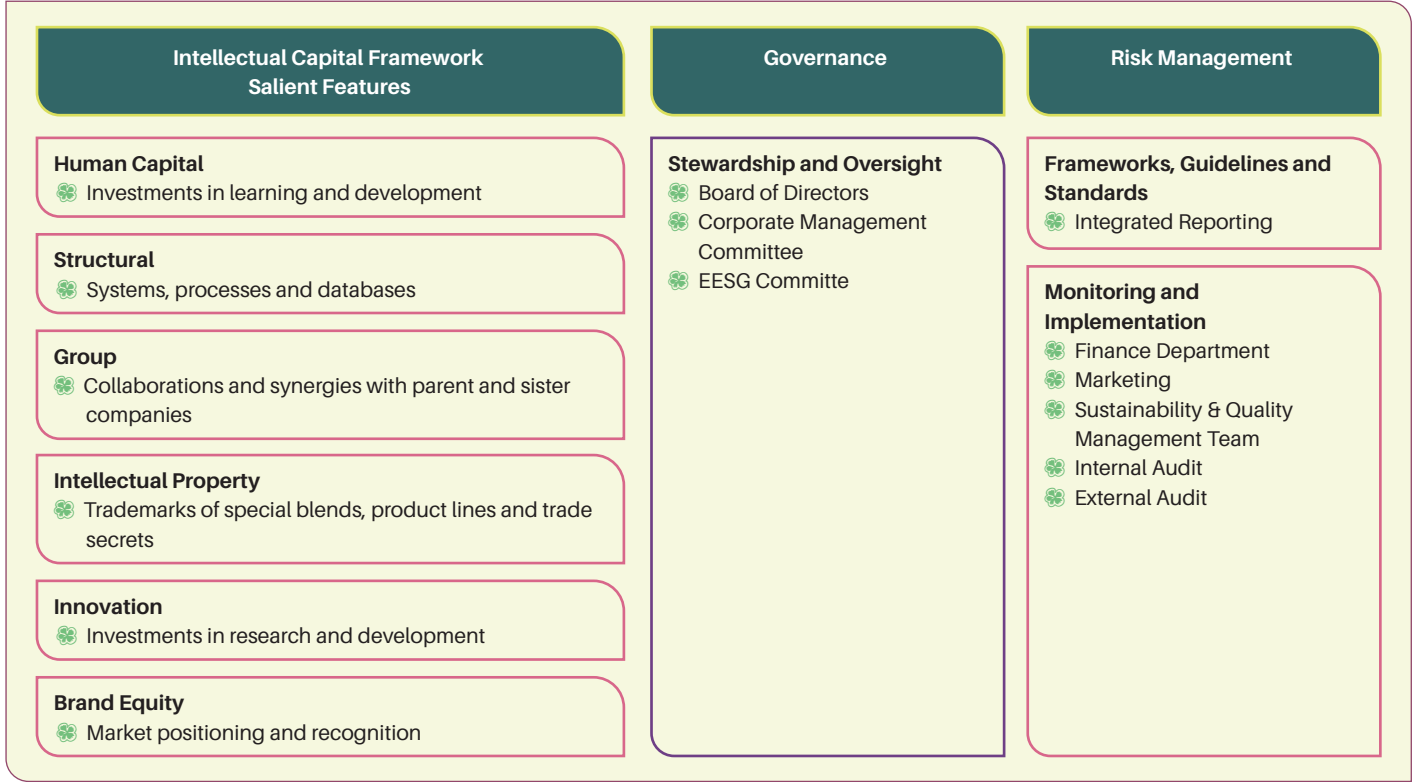 Intellectual Capital Framework
Salient Features
Human Capital
Investments in learning and development
Structural
Systems, processes and databases
Group
Collaborations and synergies with parent and sister
companies
Intellectual Property
Trademarks of special blends, product lines and trade
secrets
Innovation
Investments in research and development
Brand Equity
Market positioning and recognition
Governance
Stewardship and Oversight
Board of Directors
Corporate Management
Committee
EESG Committe
Risk Management
Frameworks, Guidelines and
Standards
Integrated Reporting
Monitoring and
Implementation
Finance Department
Marketing
Sustainability & Quality
Management Team
Internal Audit
External Audit